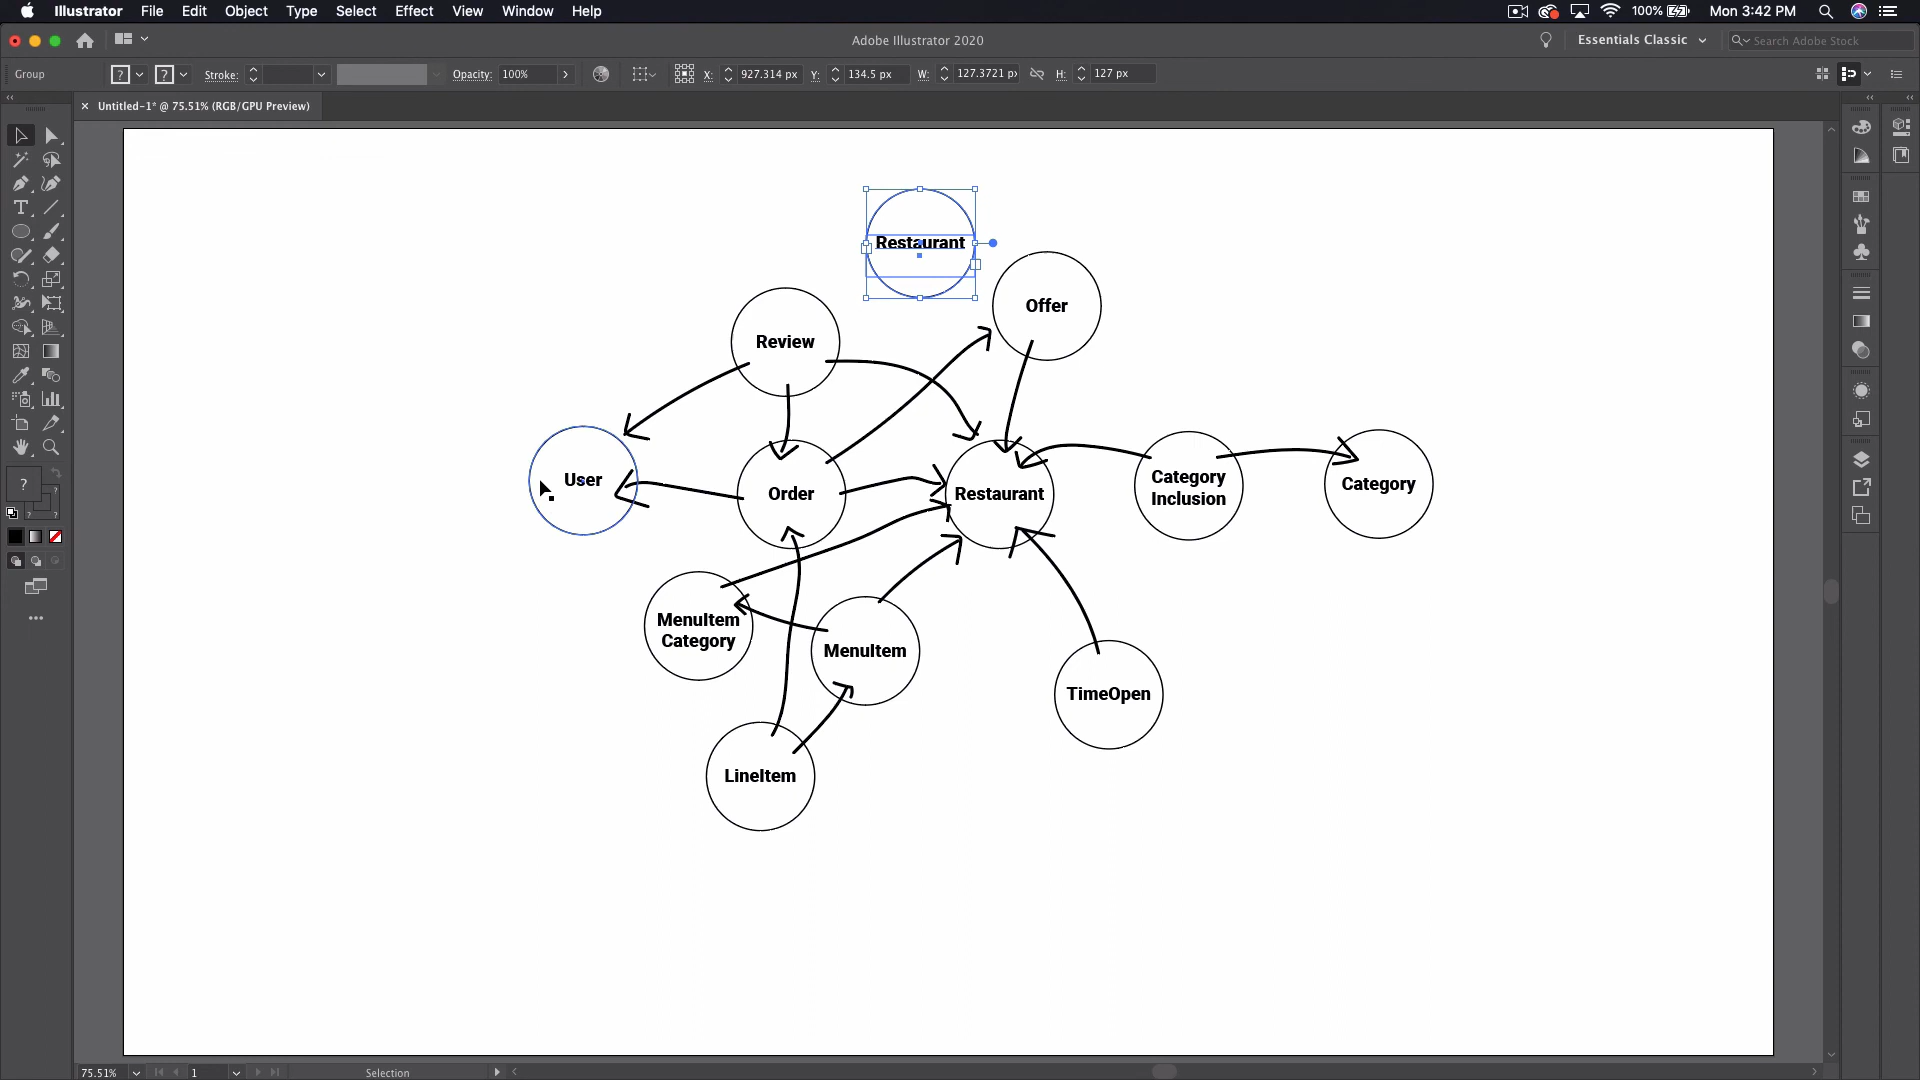 Illustrator File Edit Object Type Select Effect View Window Help 100% Mon 3:42 PM
Adobe Illustrator 2020 Essentials Classic Search Adobe Stock
Group ? ? Stroke: Opacity: 100% X: 927.314 px Y: 134.5 px W: 127.3721 px H: 127 px
× Untitled-1* @ 75.51% (RGB/GPU Preview)
Restaurant
Offer
Review
User
Order
Restaurant
Category
Inclusion
Category
MenuItem
Category
MenuItem
TimeOpen
LineItem
75.51% 1 Selection